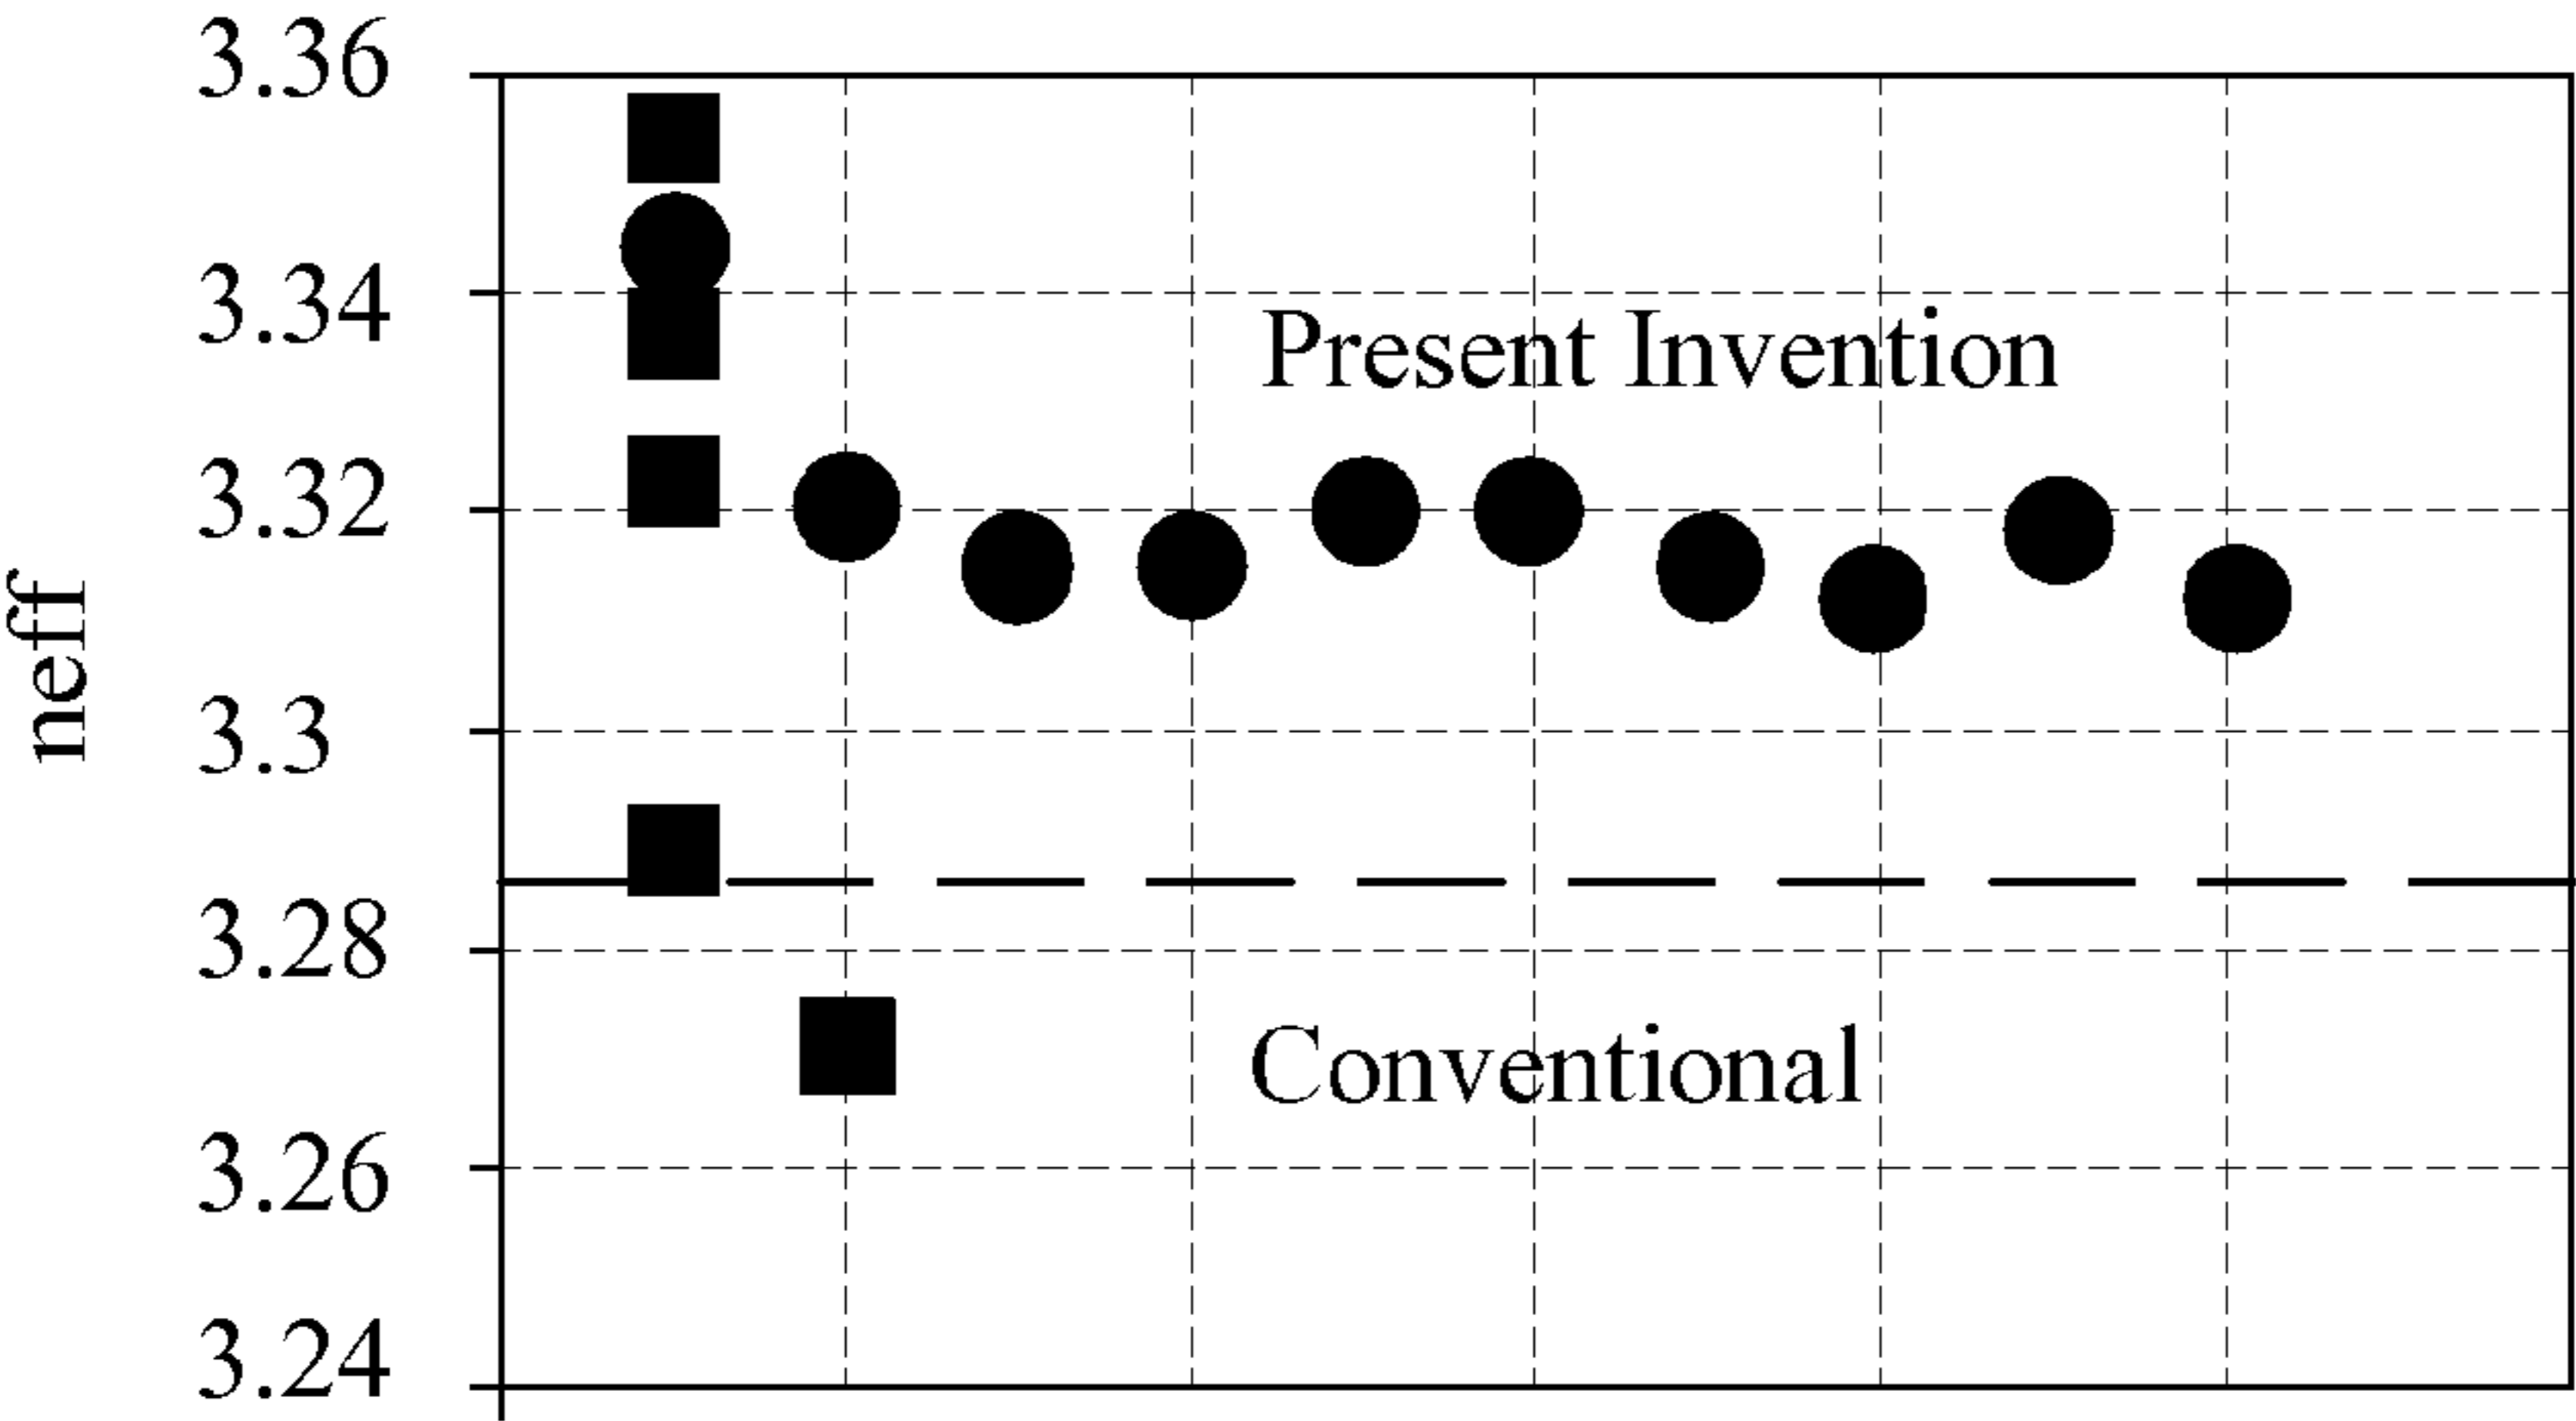 3.36
3.34
Present Invention
3.32
neff
3.3
3.28
Conventional
3.26
3.24